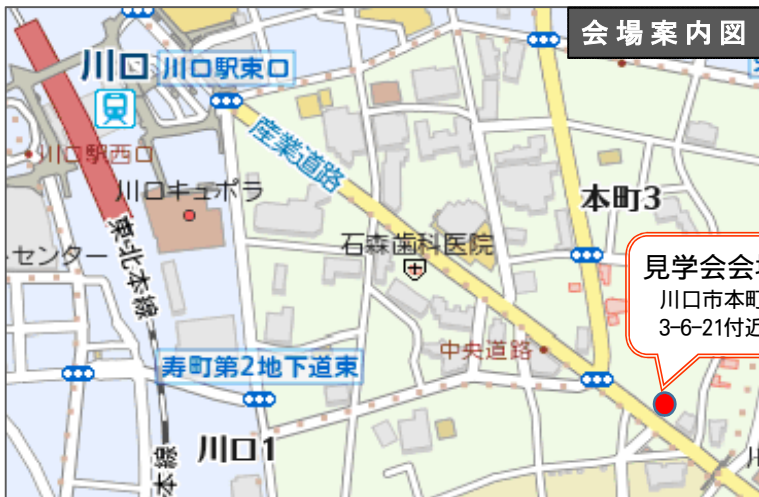 会場案内図
川口
川口駅東口
産業道路
川口駅西口
川口キュポラ
本町3
石森歯科医院
センター
東北本線
見学会会
川口市本町
3-6-21付近
中央道路
寿町第2地下道東
川口1
本線